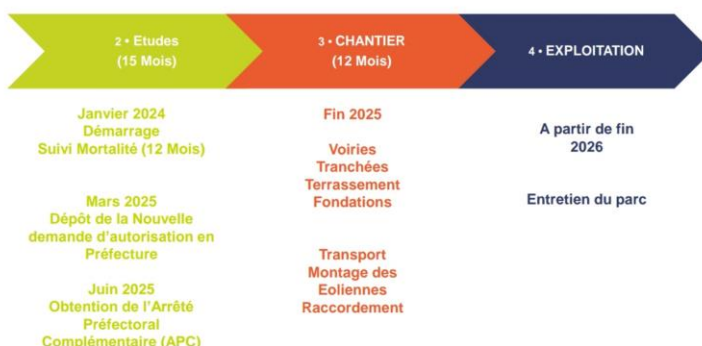 2 • Etudes
(15 Mois)
Janvier 2024
Démarrage
Suivi Mortalité (12 Mois)
Mars 2025
Dépôt de la Nouvelle
demande d'autorisation en
Préfecture
Juin 2025
Obtention de l'Arrêté
Préfectoral
Complémentaire (APC)
3 • CHANTIER
(12 Mois)
Fin 2025
Voiries
Tranchées
Terrassement
Fondations
Transport
Montage des
Eoliennes
Raccordement
4 • EXPLOITATION
A partir de fin
2026
Entretien du parc